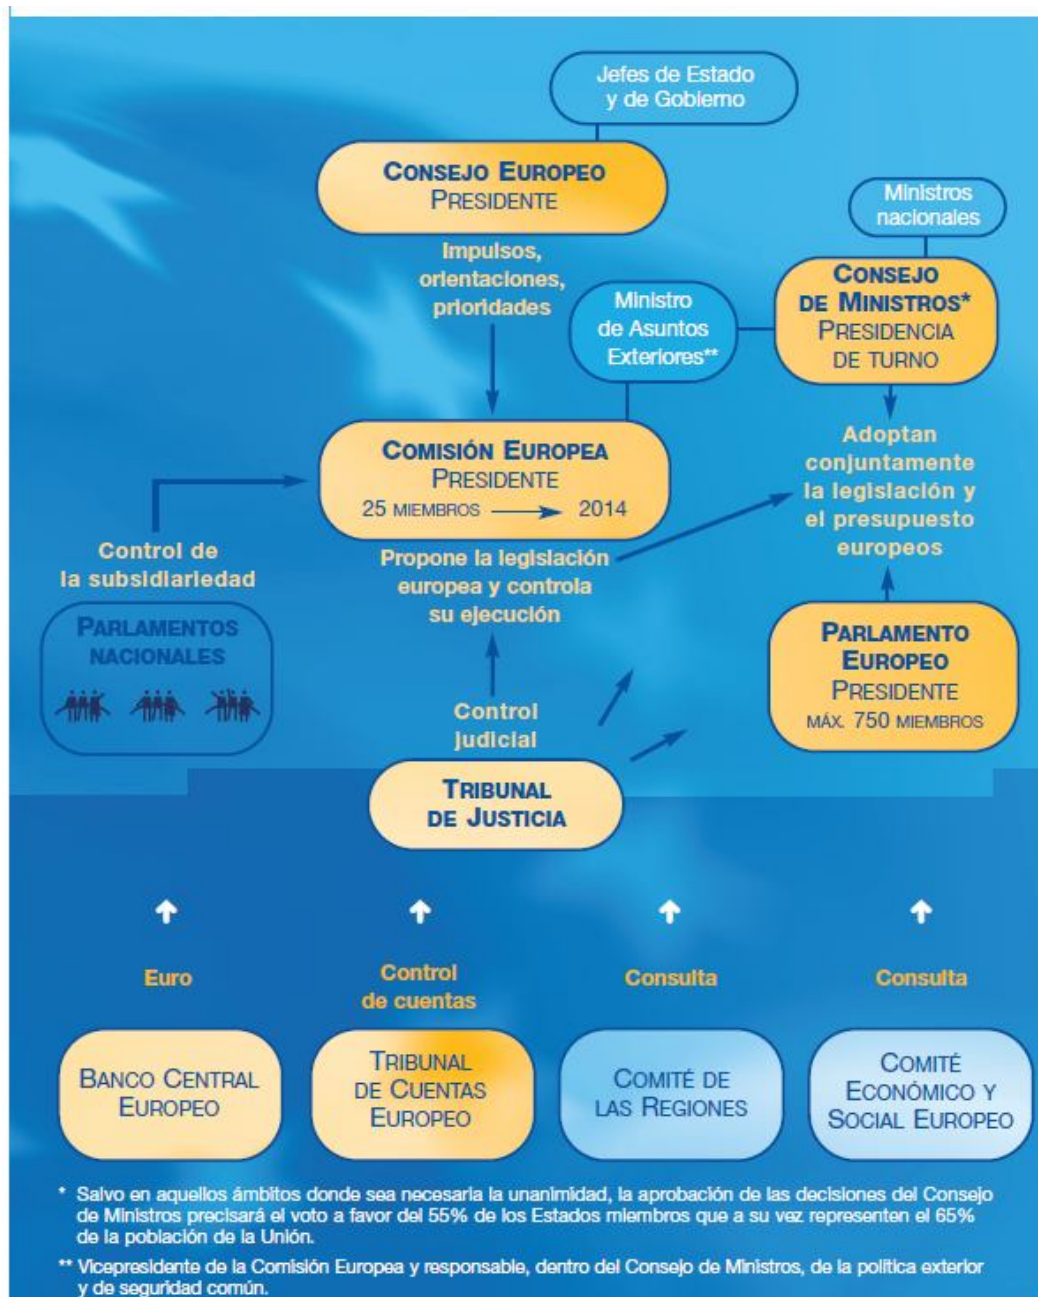 Jefes de Estado
y de Gobierno
CONSEJO EUROPEO
PRESIDENTE
Impulsos,
orientaciones,
prioridades
Ministros
nacionales
CONSEJO
DE MINISTROS*
PRESIDENCIA
DE TURNO
Ministro
de Asuntos
Exteriores**
COMISIÓN EUROPEA
PRESIDENTE
25 MIEMBROS → 2014
Adoptan
conjuntamente
la legislación y
el presupuesto
europeos
Control de
la subsidiariedad
Propone la legislación
europea y controla
su ejecución
PARLAMENTOS
NACIONALES
PARLAMENTO
EUROPEO
PRESIDENTE
MÁX. 750 MIEMBROS
Control
judicial
TRIBUNAL
DE JUSTICIA
Euro
Control
de cuentas
Consulta
Consulta
BANCO CENTRAL
EUROPEO
TRIBUNAL
DE CUENTAS
EUROPEO
COMITÉ DE
LAS REGIONES
COMITÉ
ECONÓMICO Y
SOCIAL EUROPEO
* Salvo en aquellos ámbitos donde sea necesaria la unanimidad, la aprobación de las decisiones del Consejo
de Ministros precisará el voto a favor del 55% de los Estados miembros que a su vez representen el 65%
de la población de la Unión.
** Vicepresidente de la Comisión Europea y responsable, dentro del Consejo de Ministros, de la política exterior
y de seguridad común.